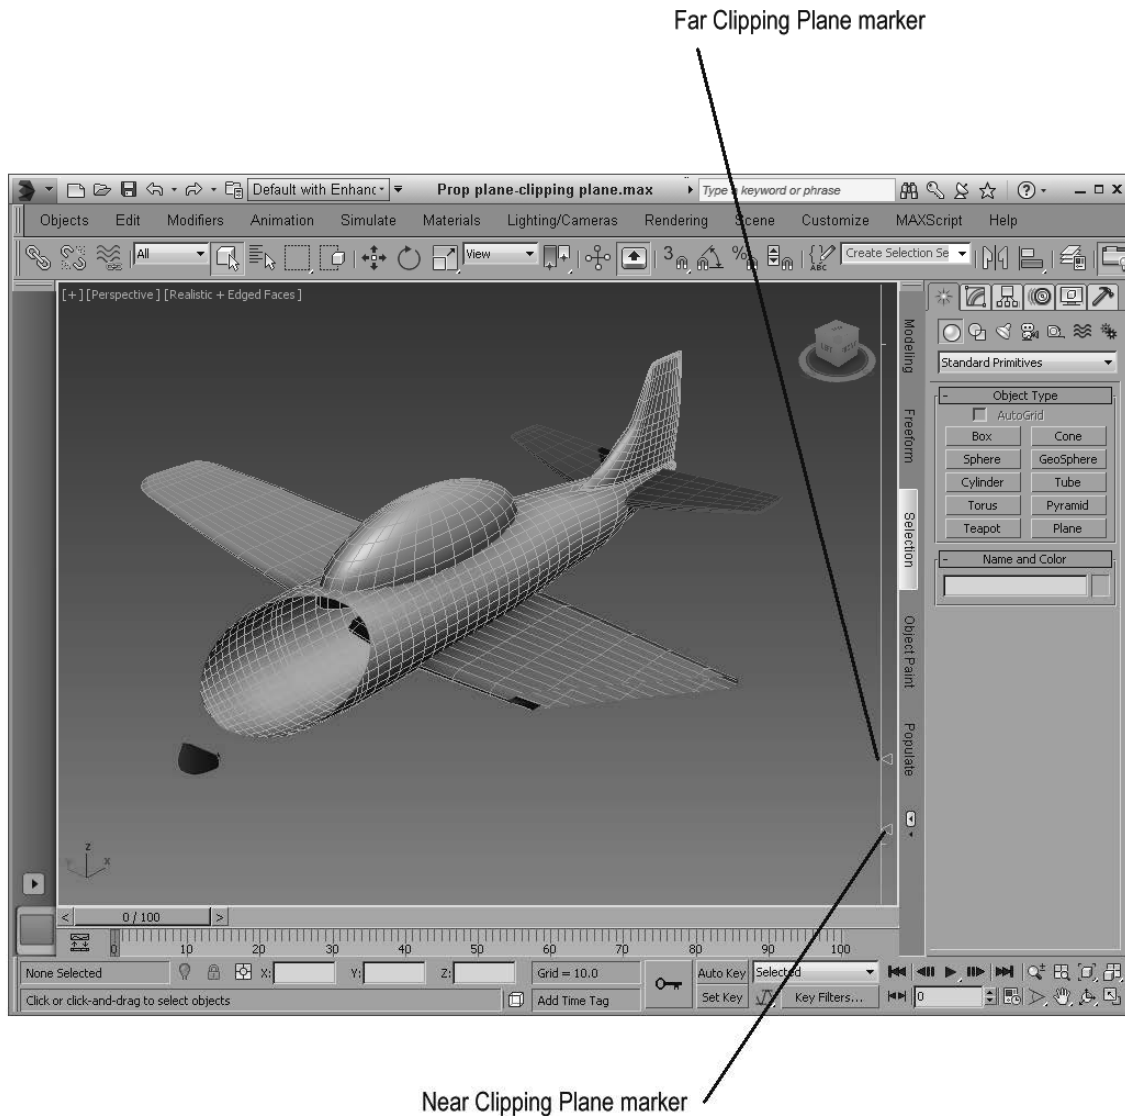 Far Clipping Plane marker
Default with Enhanc
Prop plane-clipping plane.max
Type a keyword or phrase
Objects Edit Modifiers Animation Simulate Materials Lighting/Cameras Rendering Scene Customize MAXScript Help
All
View
3
%
ABC
Create Selection Se
[+] [Perspective] [Realistic + Edged Faces]
Modeling
Freeform
Selection
Object Paint
Populate
Standard Primitives
- Object Type
AutoGrid
Box Cone
Sphere GeoSphere
Cylinder Tube
Torus Pyramid
Teapot Plane
- Name and Color
z
x
< 0 / 100 >
0 10 20 30 40 50 60 70 80 90 100
None Selected X: Y: Z: Grid = 10.0 Auto Key Selected
Click or click-and-drag to select objects Add Time Tag Set Key Key Filters... 0
Near Clipping Plane marker